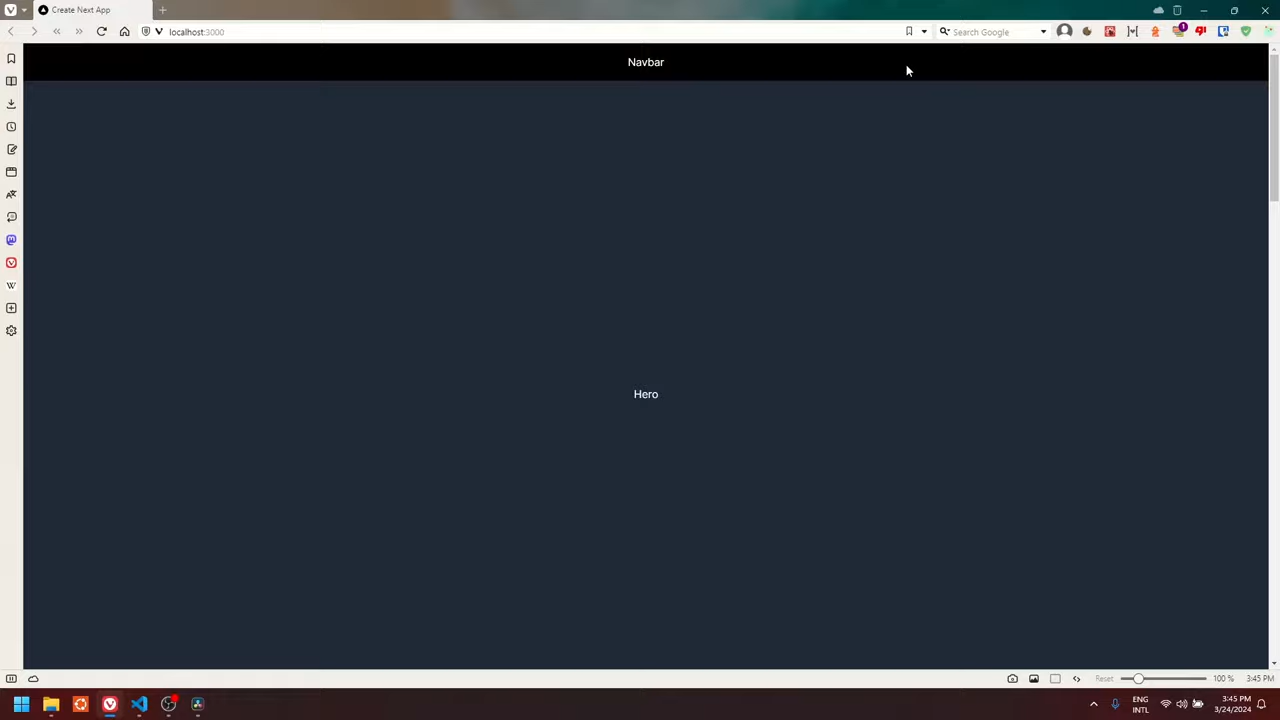 Create Next App
localhost:3000
Search Google
1
Navbar
Hero
W
Reset
100 %
3:45 PM
ENG
INTL
3:45 PM
3/24/2024